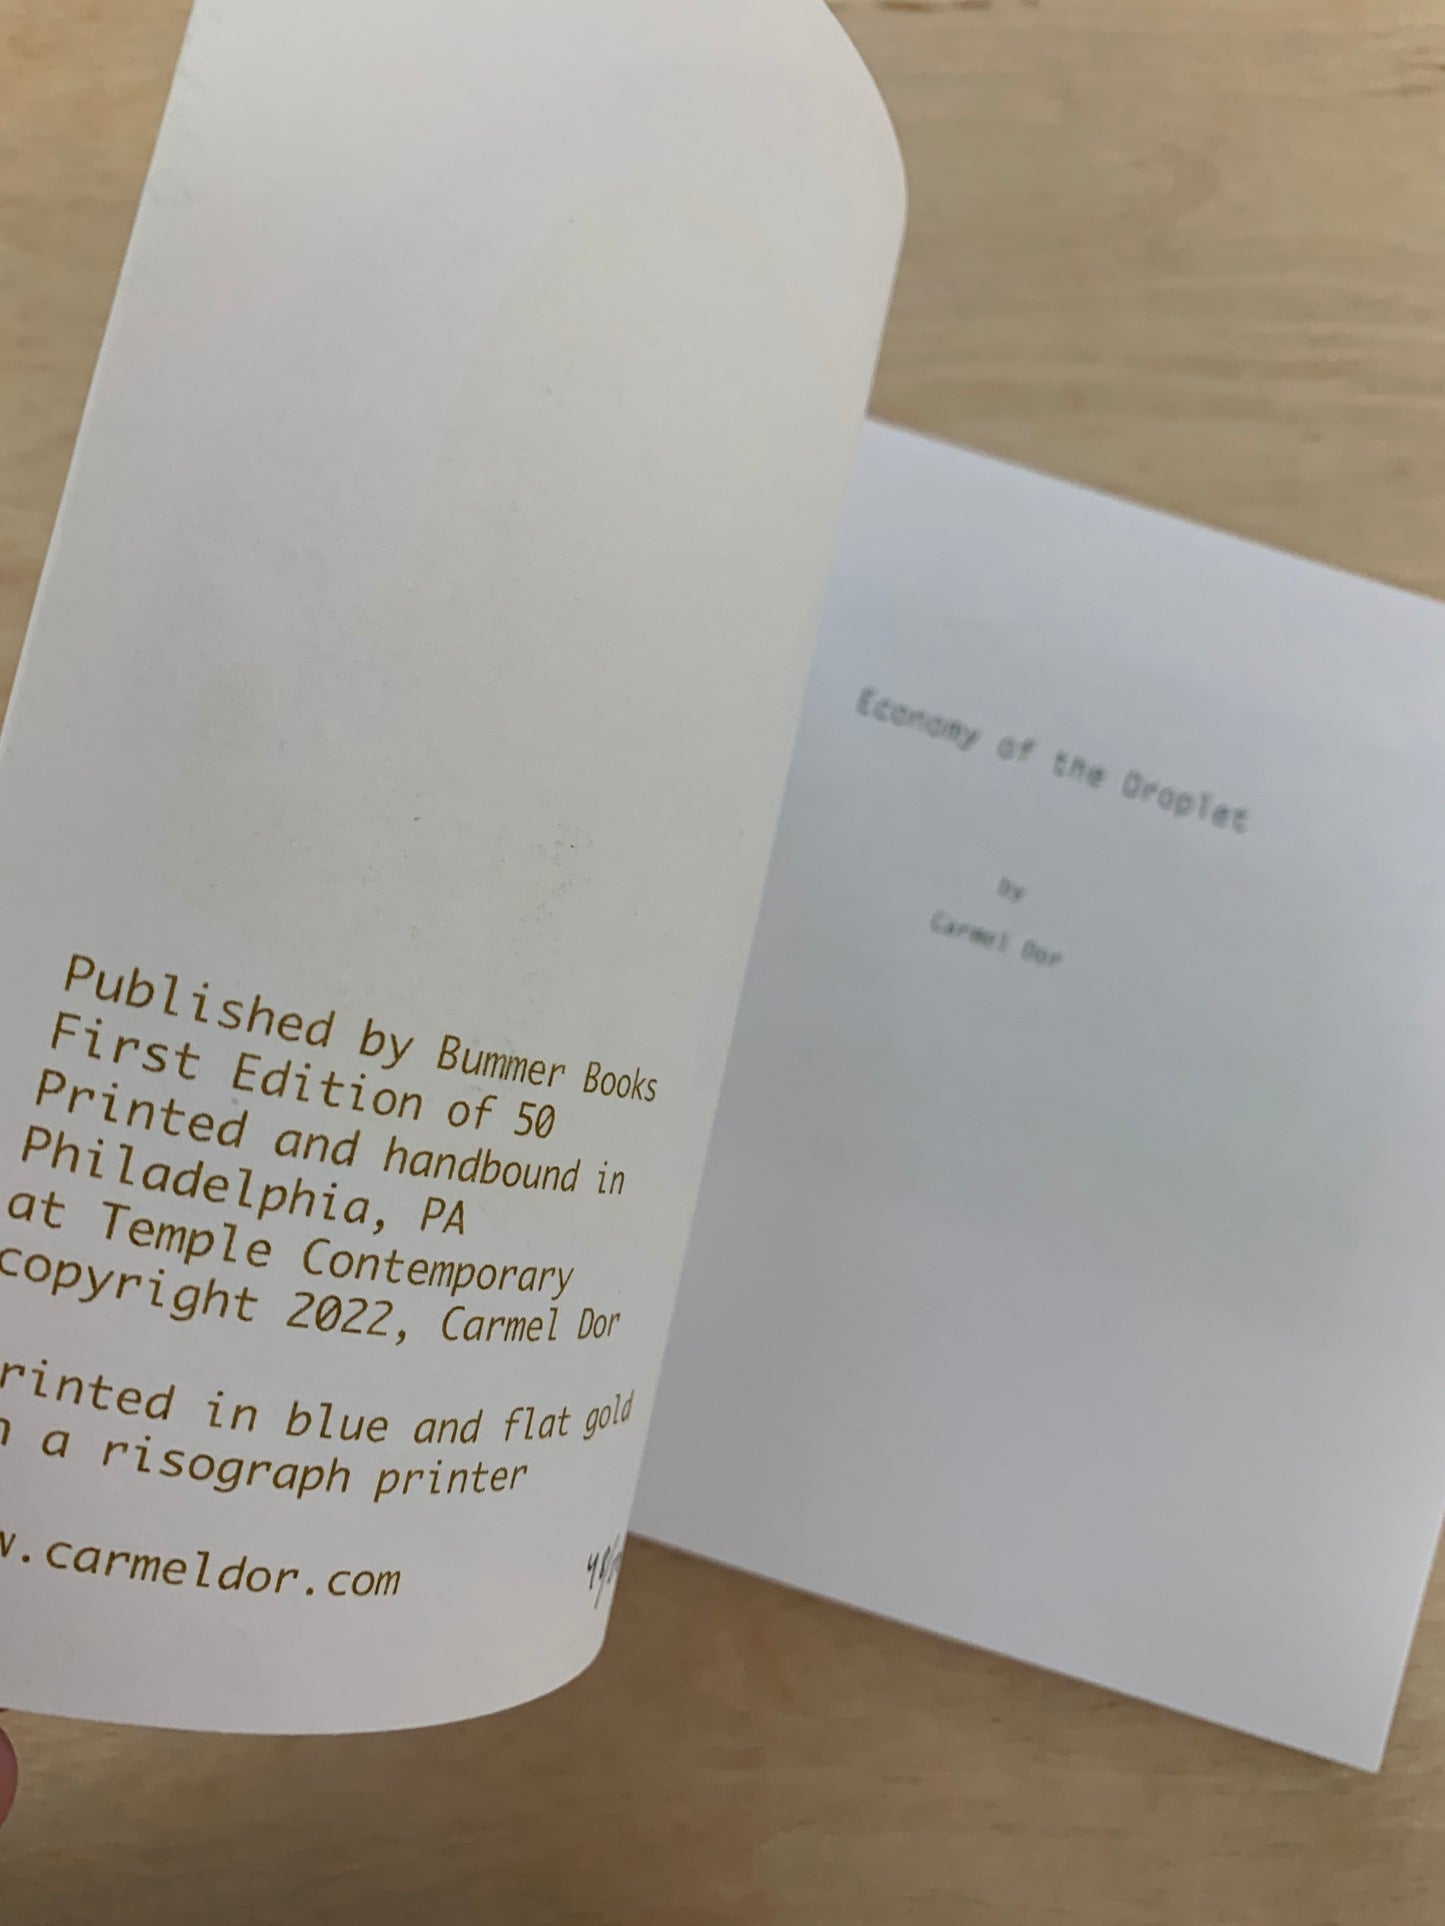 Published by Bummer Books
First Edition of 50
Printed and handbound in
Philadelphia, PA
at Temple Contemporary
copyright 2022, Carmel Dor
rinted in blue and flat gold
a risograph printer
.carmeldor.com
Economy of the Droplet
by
Carmel Dor